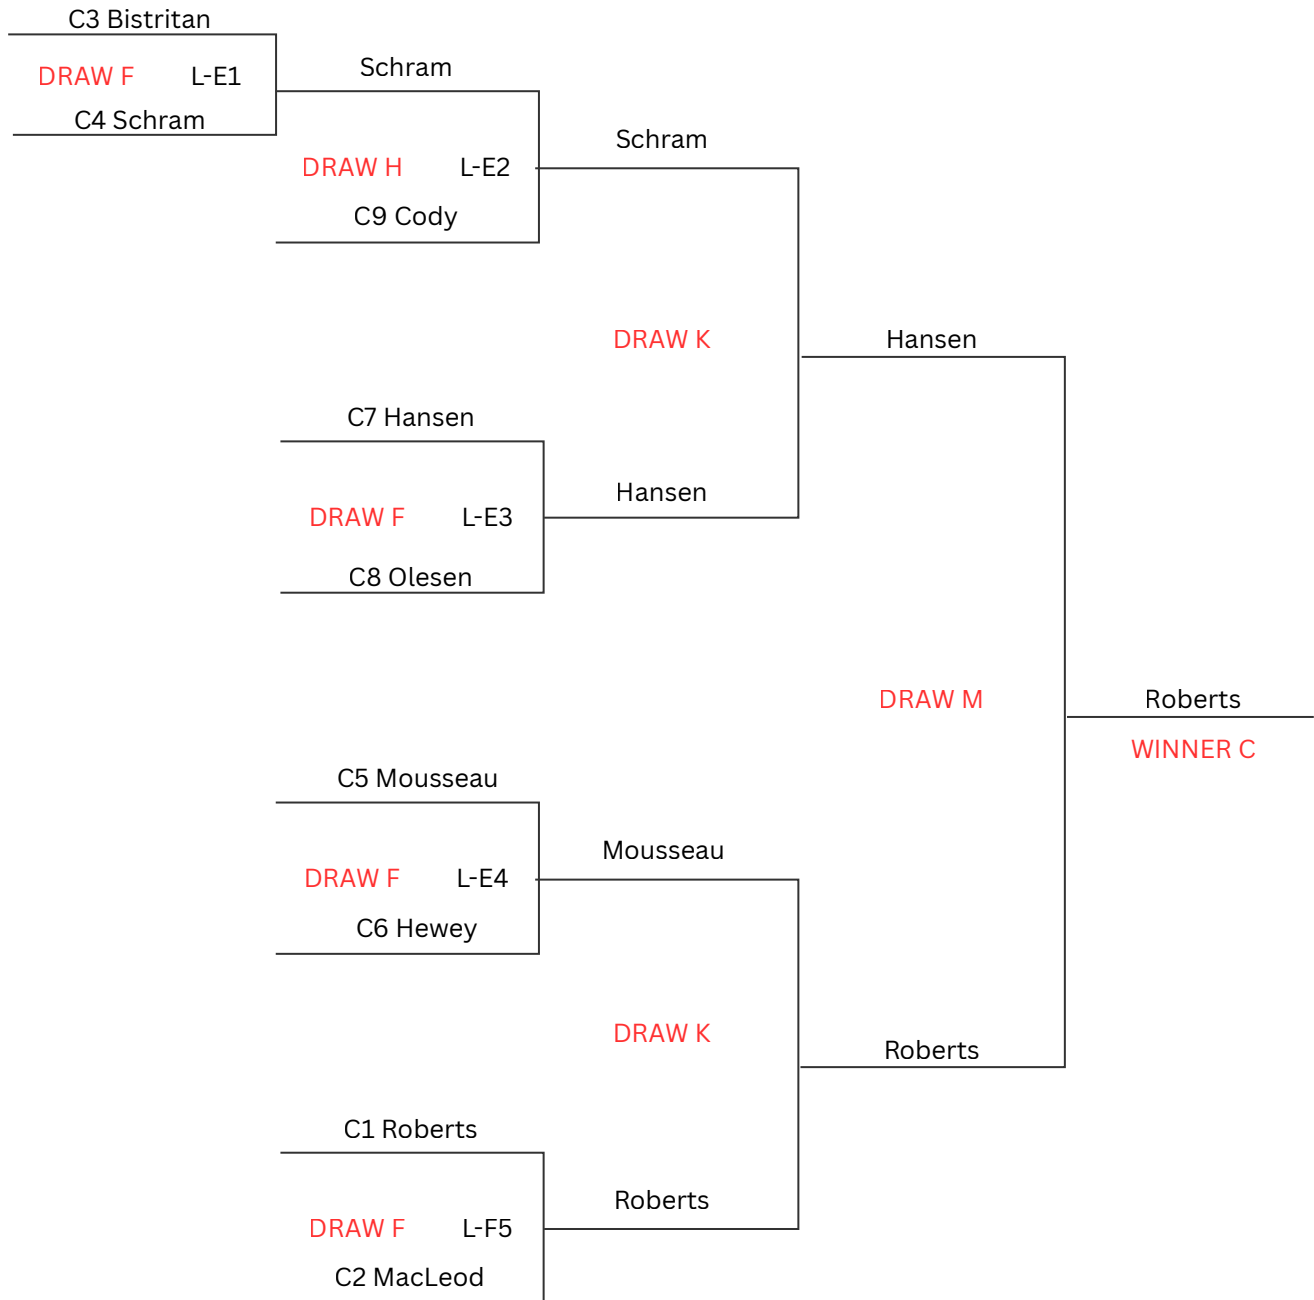 C3 Bistritan
DRAW F L-E1
C4 Schram
Schram
DRAW H L-E2
C9 Cody
Schram
DRAW K
Hansen
C7 Hansen
DRAW F L-E3
Hansen
C8 Olesen
DRAW M
Roberts
WINNER C
C5 Mousseau
DRAW F L-E4
Mousseau
C6 Hewey
DRAW K
Roberts
C1 Roberts
DRAW F L-F5
Roberts
C2 MacLeod